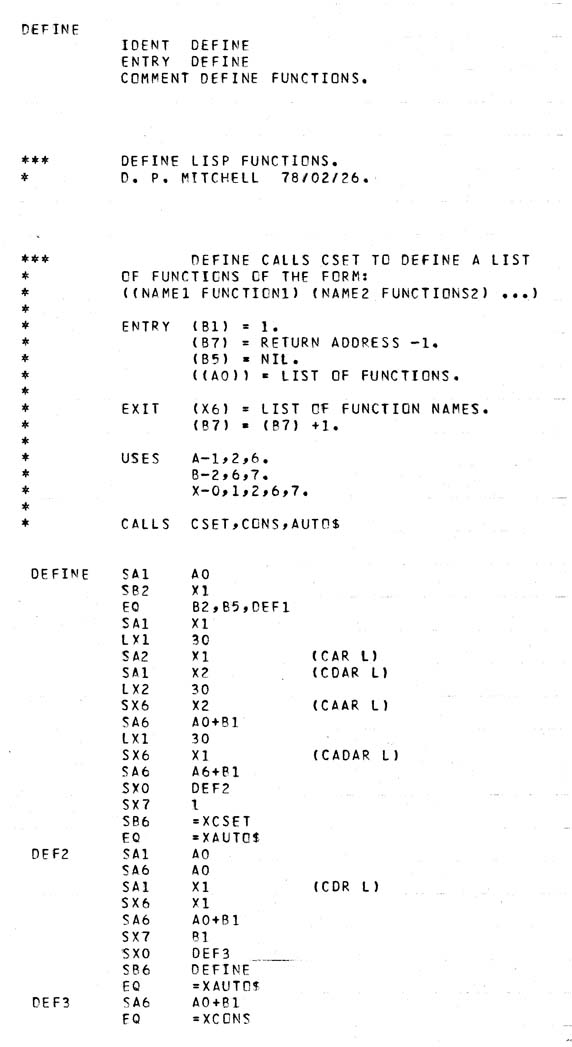 DEFINE
IDENT DEFINE
ENTRY DEFINE
COMMENT DEFINE FUNCTIONS.
*** DEFINE LISP FUNCTIONS.
* D. P. MITCHELL 78/02/26.
*** DEFINE CALLS CSET TO DEFINE A LIST
* OF FUNCTIONS OF THE FORM:
* ((NAME1 FUNCTION1) (NAME2 FUNCTIONS2) ...)
*
* ENTRY (B1) = 1.
* (B7) = RETURN ADDRESS -1.
* (B5) = NIL.
* ((A0)) = LIST OF FUNCTIONS.
*
* EXIT (X6) = LIST OF FUNCTION NAMES.
* (B7) = (B7) +1.
*
* USES A-1,2,6.
* B-2,6,7.
* X-0,1,2,6,7.
*
* CALLS CSET,CONS,AUTO$
DEFINE SA1 A0
SB2 X1
EQ B2,B5,DEF1
SA1 X1
LX1 30
SA2 X1 (CAR L)
SA1 X2 (CDAR L)
LX2 30
SX6 X2 (CAAR L)
SA6 A0+B1
LX1 30
SX6 X1 (CADAR L)
SA6 A6+B1
SX0 DEF2
SX7 1
SB6 =XCSET
EQ =XAUTO$
DEF2 SA1 A0
SA6 A0
SA1 X1 (CDR L)
SX6 X1
SA6 A0+B1
SX7 B1
SX0 DEF3
SB6 DEFINE
EQ =XAUTO$
DEF3 SA6 A0+B1
EQ =XCONS